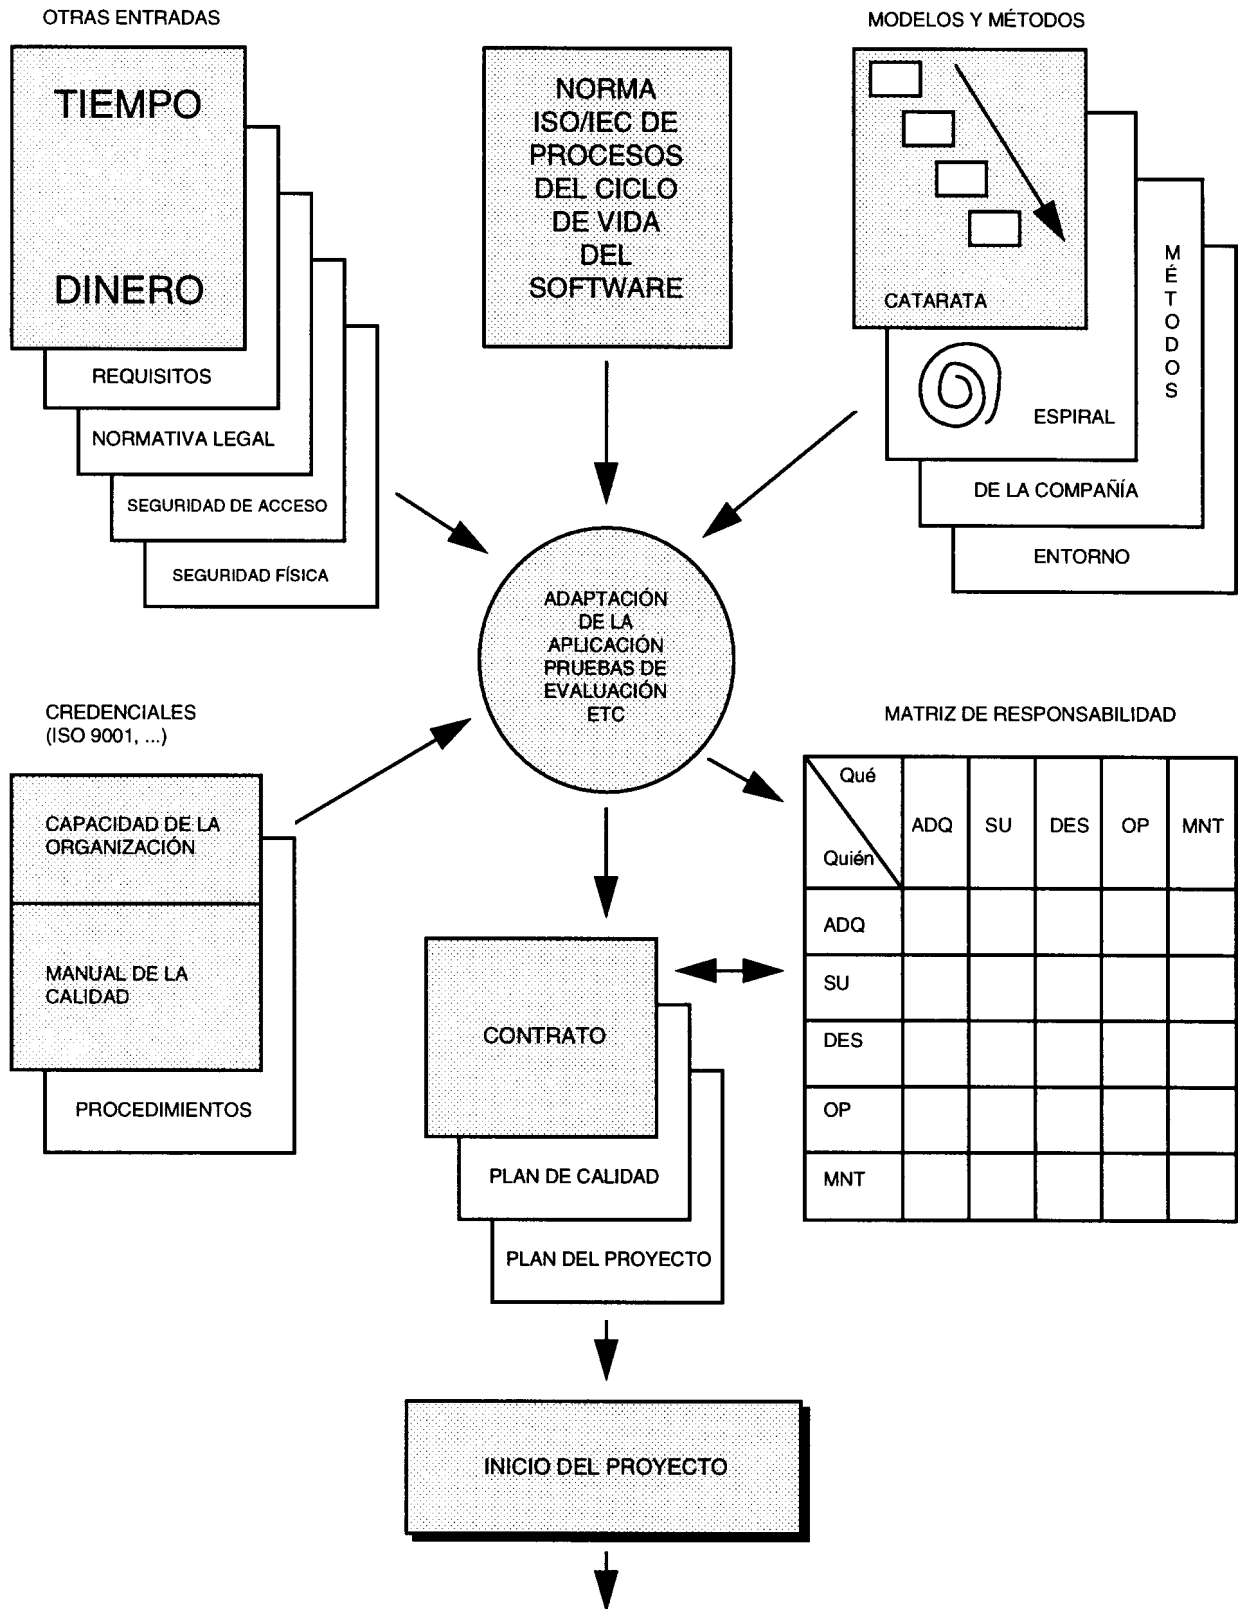 OTRAS ENTRADAS
TIEMPO
DINERO
REQUISITOS
NORMATIVA LEGAL
SEGURIDAD DE ACCESO
SEGURIDAD FÍSICA
NORMA
ISO/IEC DE
PROCESOS
DEL CICLO
DE VIDA
DEL
SOFTWARE
MODELOS Y MÉTODOS
CATARATA
ESPIRAL
MÉTODOS
DE LA COMPAÑÍA
ENTORNO
ADAPTACIÓN
DE LA
APLICACIÓN
PRUEBAS DE
EVALUACIÓN
ETC
CREDENCIALES
(ISO 9001, ...)
CAPACIDAD DE LA
ORGANIZACIÓN
MANUAL DE LA
CALIDAD
PROCEDIMIENTOS
MATRIZ DE RESPONSABILIDAD
Qué
Quién
ADQ SU DES OP MNT
ADQ
SU
DES
OP
MNT
CONTRATO
PLAN DE CALIDAD
PLAN DEL PROYECTO
INICIO DEL PROYECTO